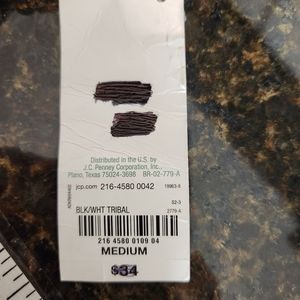 Distributed in the U.S. by
J.C. Penney Corporation, Inc.,
Plano, Texas 75024-3698 BR-02-779-A
jcp.com 216-4580 0042
BLK/WHT TRIBAL
216 4580 0109 04
MEDIUM
$34